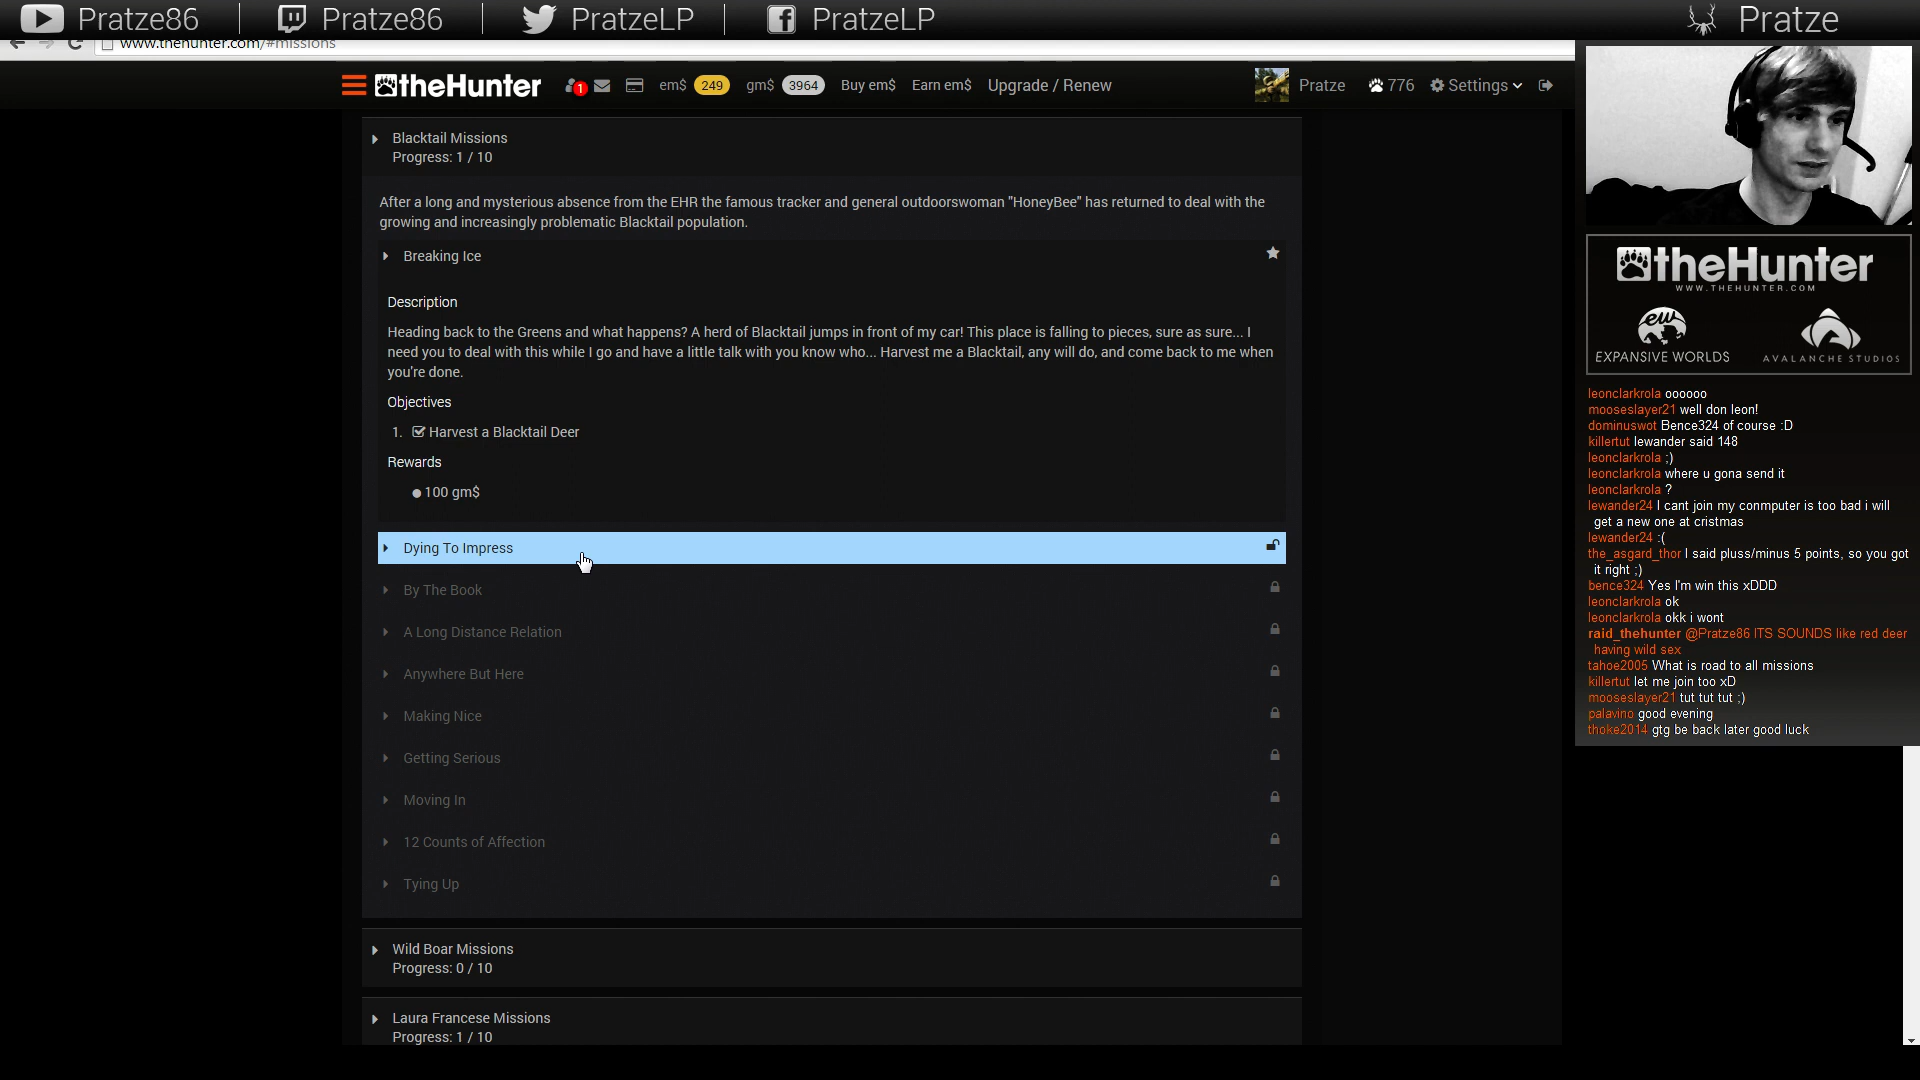 Pratze86 Pratze86 PratzeLP PratzeLP Pratze
www.thehunter.com/#missions
theHunter 1 em$ 249 gm$ 3964 Buy em$ Earn em$ Upgrade / Renew Pratze 776 Settings
Blacktail Missions
Progress: 1 / 10
After a long and mysterious absence from the EHR the famous tracker and general outdoorswoman "HoneyBee" has returned to deal with the
growing and increasingly problematic Blacktail population.
Breaking Ice
Description
Heading back to the Greens and what happens? A herd of Blacktail jumps in front of my car! This place is falling to pieces, sure as sure... I
need you to deal with this while I go and have a little talk with you know who... Harvest me a Blacktail, any will do, and come back to me when
you're done.
Objectives
1. Harvest a Blacktail Deer
Rewards
100 gm$
Dying To Impress
By The Book
A Long Distance Relation
Anywhere But Here
Making Nice
Getting Serious
Moving In
12 Counts of Affection
Tying Up
Wild Boar Missions
Progress: 0 / 10
Laura Francese Missions
Progress: 1 / 10
theHunter
WWW.THEHUNTER.COM
ew
EXPANSIVE WORLDS AVALANCHE STUDIOS
leonclarkrola oooooo
mooseslayer21 well don leon!
dominuswot Bence324 of course :D
killertut lewander said 148
leonclarkrola ;)
leonclarkrola where u gona send it
leonclarkrola ?
lewander24 I cant join my conmputer is too bad i will
get a new one at cristmas
lewander24 :(
the_asgard_thor I said pluss/minus 5 points, so you got
it right ;)
bence324 Yes I'm win this xDDD
leonclarkrola ok
leonclarkrola okk i wont
raid_thehunter @Pratze86 ITS SOUNDS like red deer
having wild sex
tahoe2005 What is road to all missions
killertut let me join too xD
mooseslayer21 tut tut tut ;)
palavino good evening
thoke2014 gtg be back later good luck